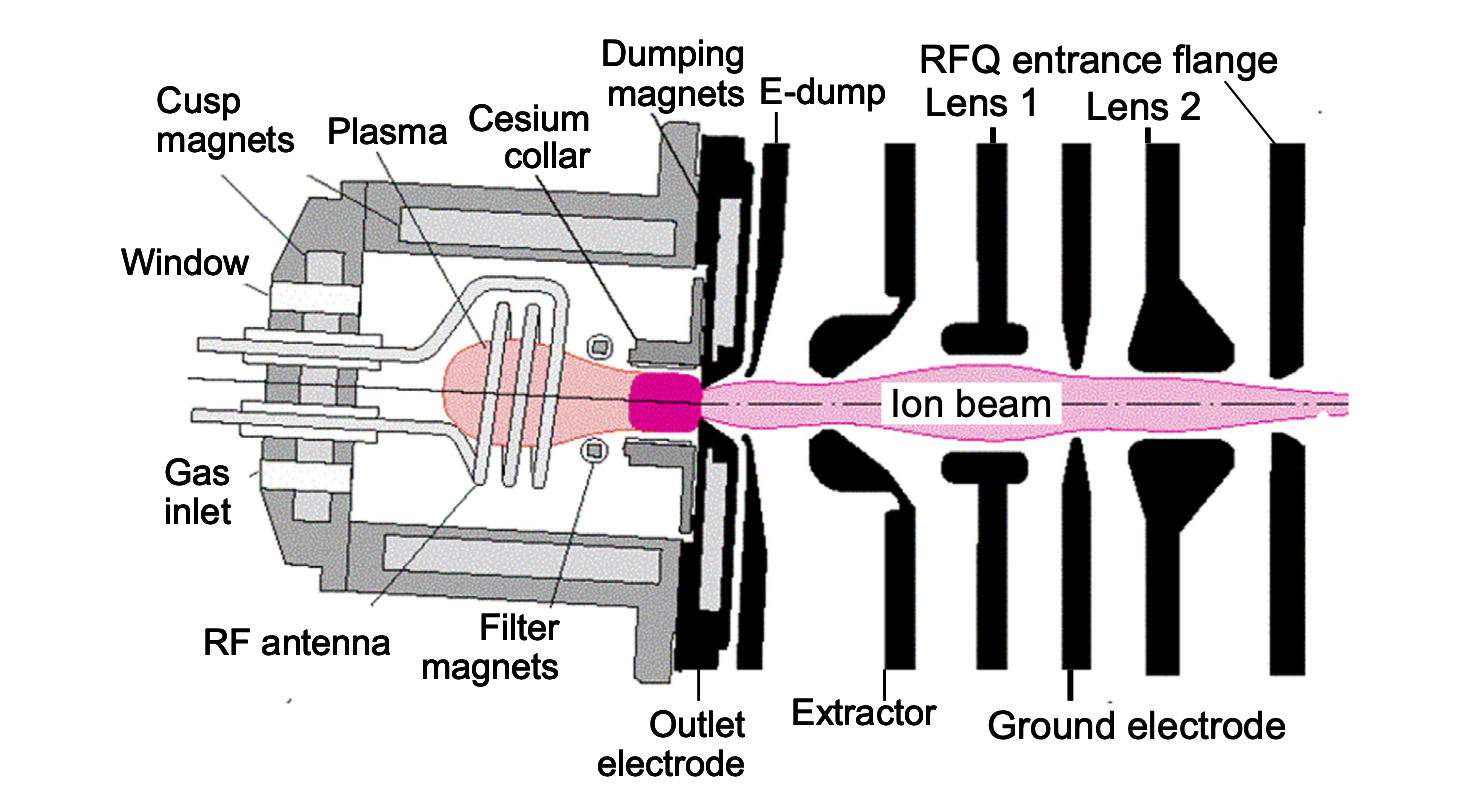 Dumping
magnets
E-dump
RFQ entrance flange
Lens 1
Lens 2
Cusp
magnets
Plasma
Cesium
collar
Window
Ion beam
Gas
inlet
RF antenna
Filter
magnets
Outlet
electrode
Extractor
Ground electrode